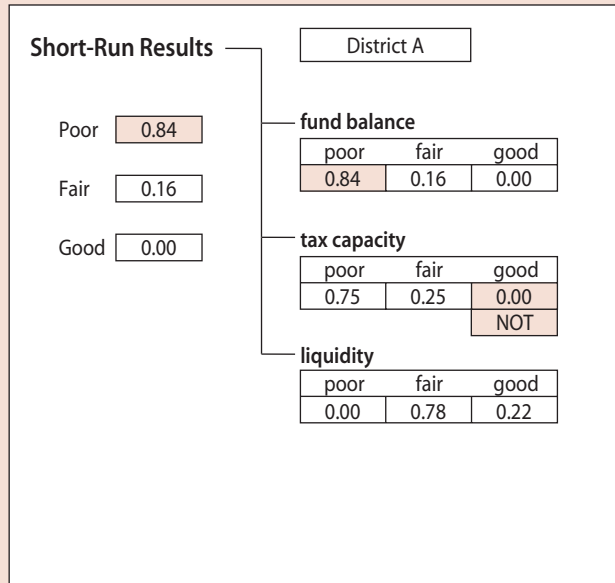 Short-Run Results
District A
Poor 0.84
Fair 0.16
Good 0.00
fund balance
poor fair good
0.84 0.16 0.00
tax capacity
poor fair good
0.75 0.25 0.00
NOT
liquidity
poor fair good
0.00 0.78 0.22